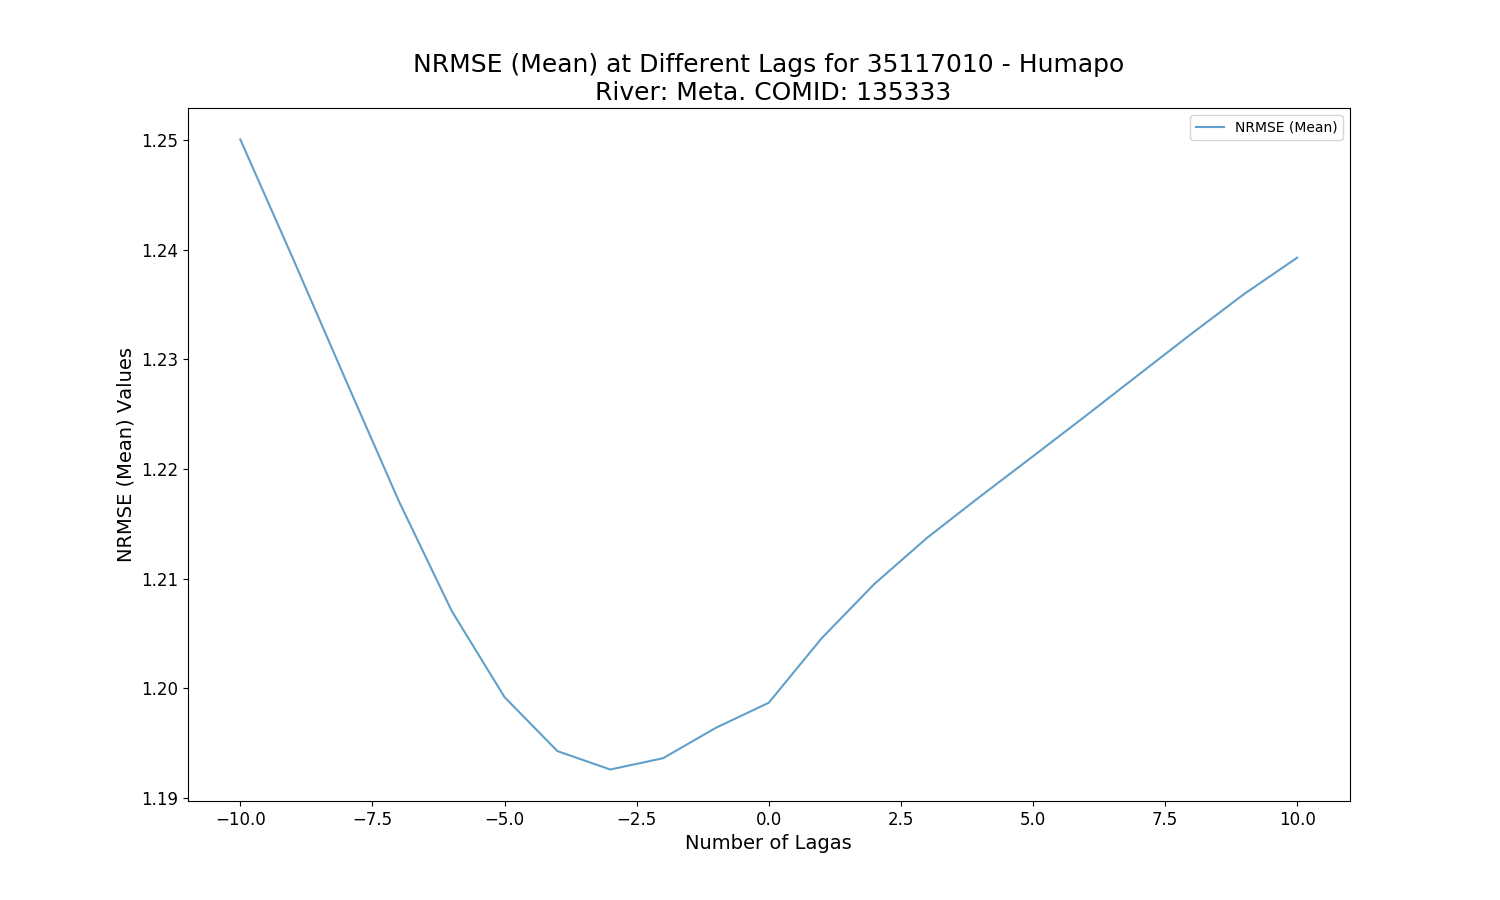 NRMSE (Mean) at Different Lags for 35117010 - Humapo
River: Meta. COMID: 135333
NRMSE (Mean)
1.25
1.24
1.23
1.22
1.21
1.20
1.19
NRMSE (Mean) Values
−10.0 −7.5 −5.0 −2.5 0.0 2.5 5.0 7.5 10.0
Number of Lagas